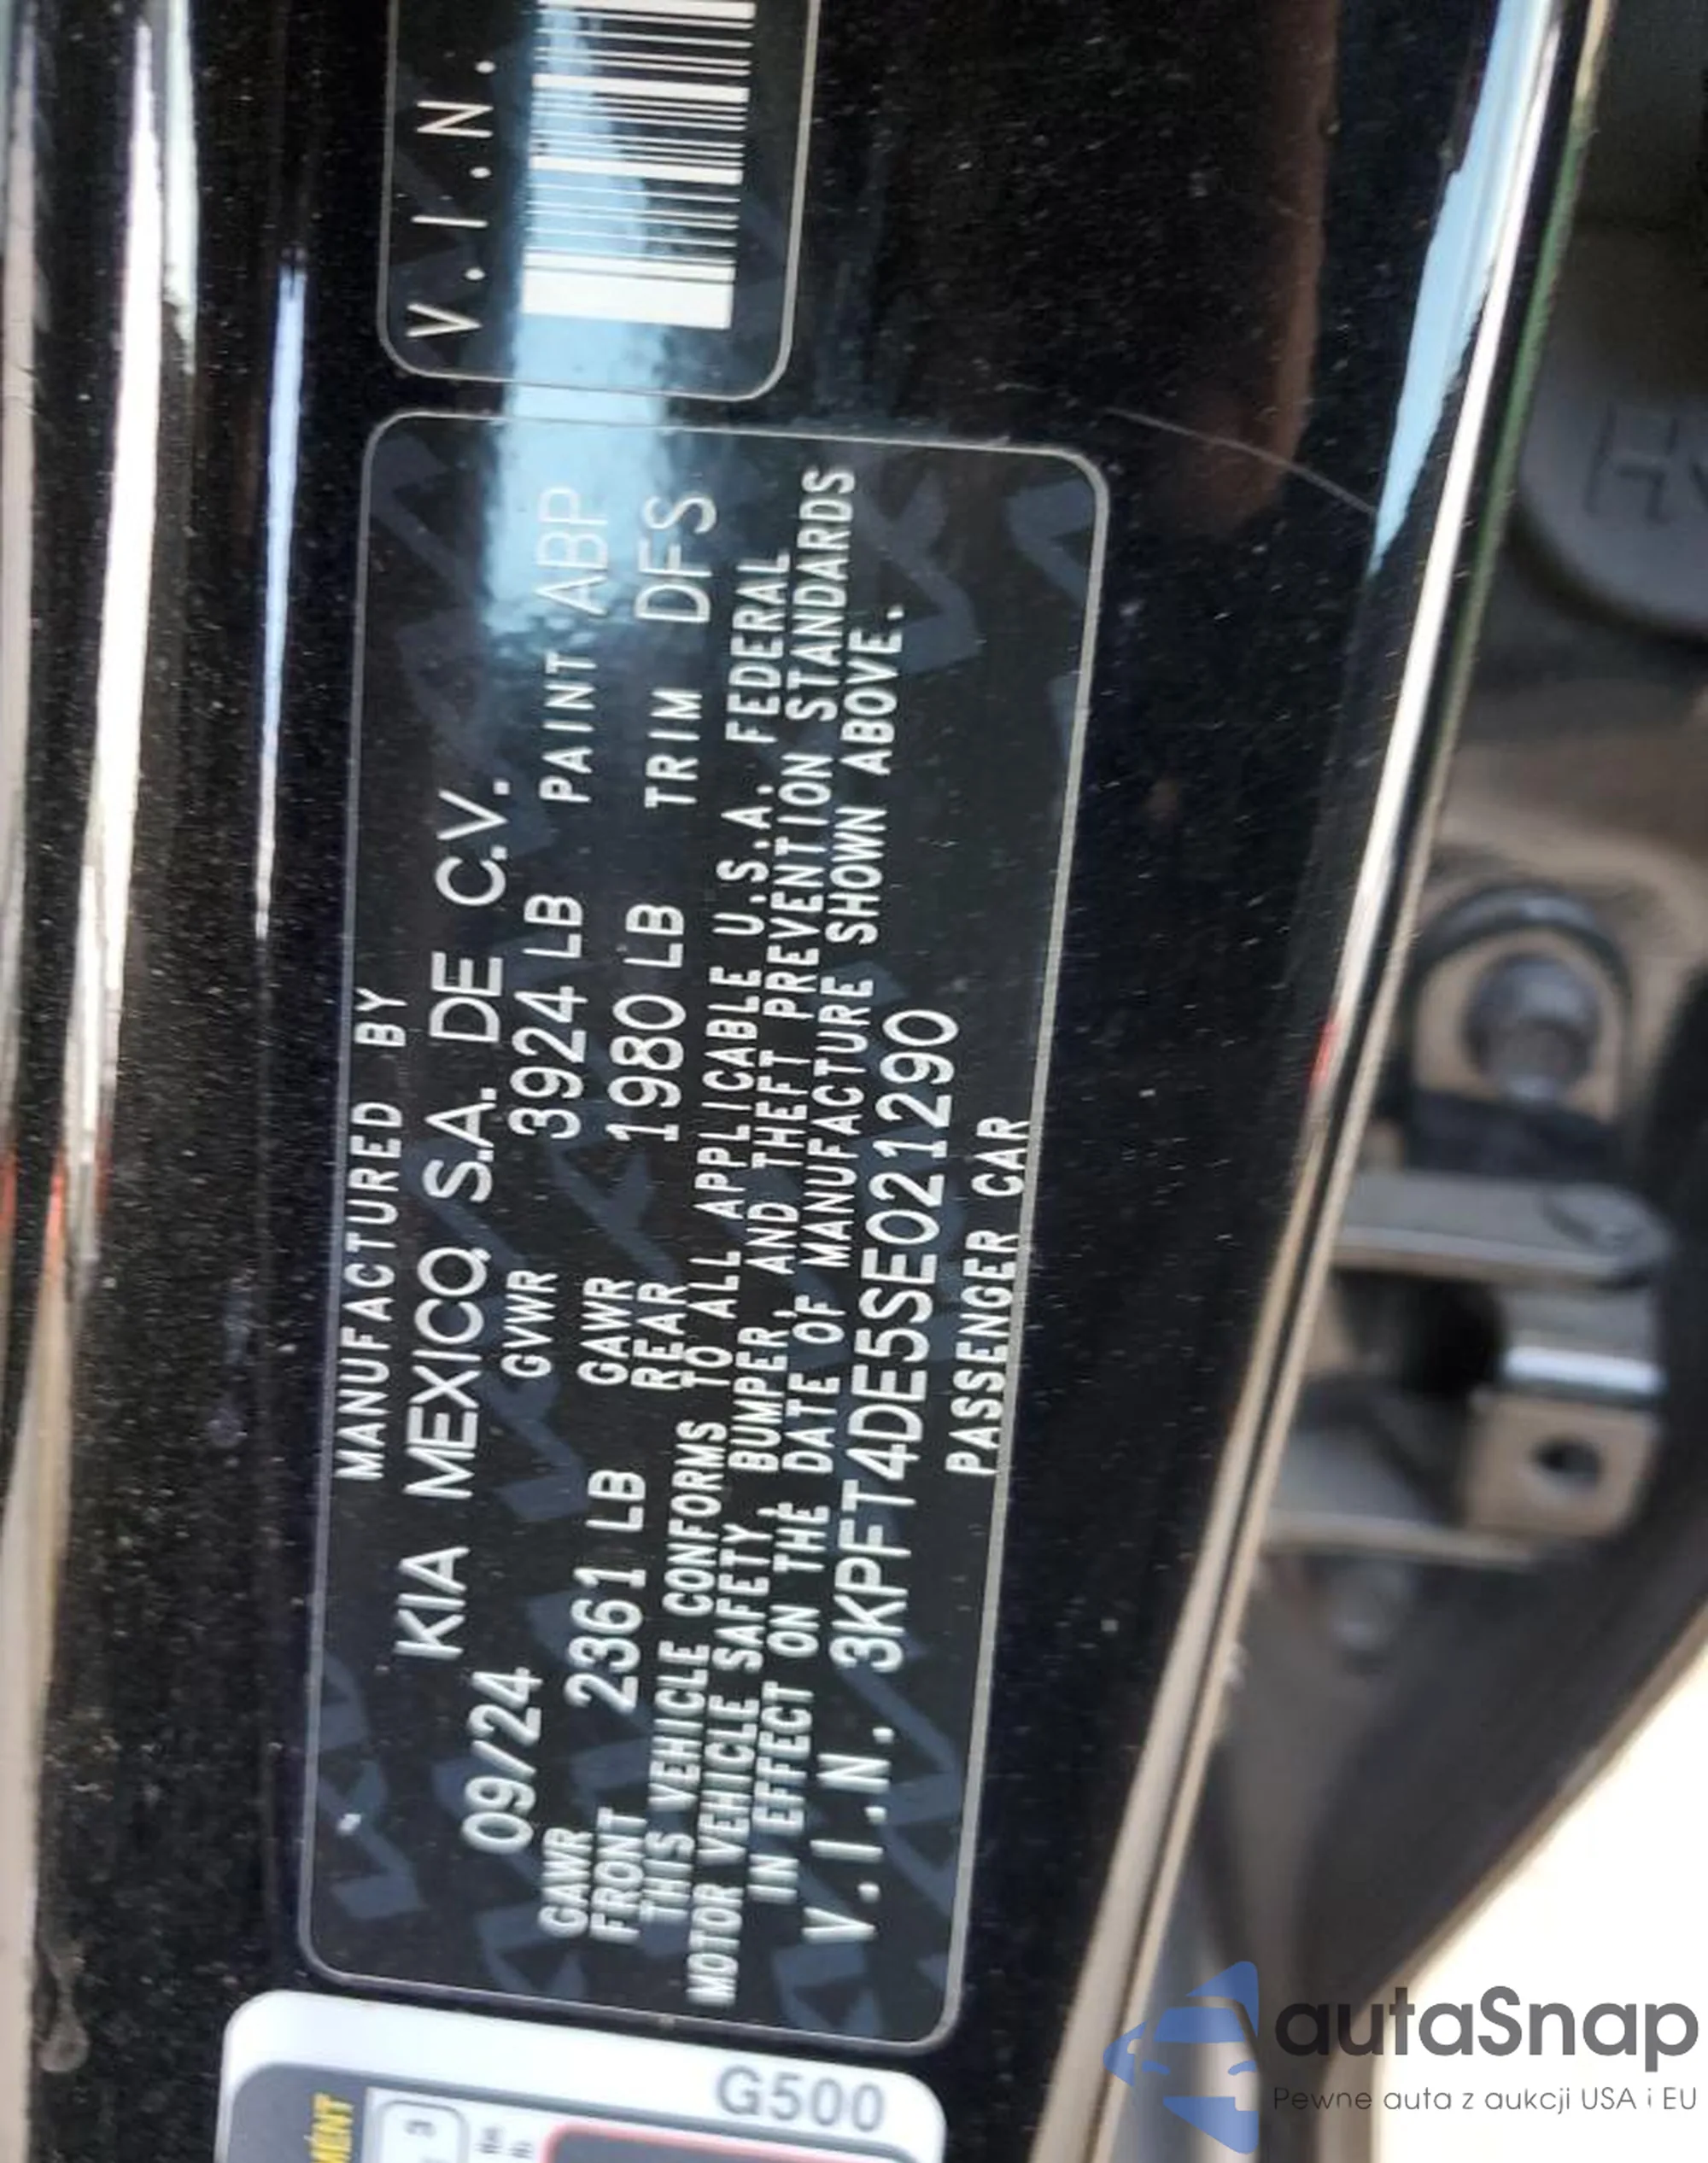 MANUFACTURED BY
KIA MEXICO, S.A. DE C.V.
09/24 GVWR 3924 LB PAINT ABP
GAWR FRONT 2361 LB GAWR REAR 1980 LB TRIM DFS
THIS VEHICLE CONFORMS TO ALL APPLICABLE U.S.A. FEDERAL
MOTOR VEHICLE SAFETY, BUMPER, AND THEFT PREVENTION STANDARDS
IN EFFECT ON THE DATE OF MANUFACTURE SHOWN ABOVE.
V.I.N. 3KPFT4DE5SE021290
PASSENGER CAR
V.I.N.
G500
autaSnap
Pewne auta z aukcji USA i EU